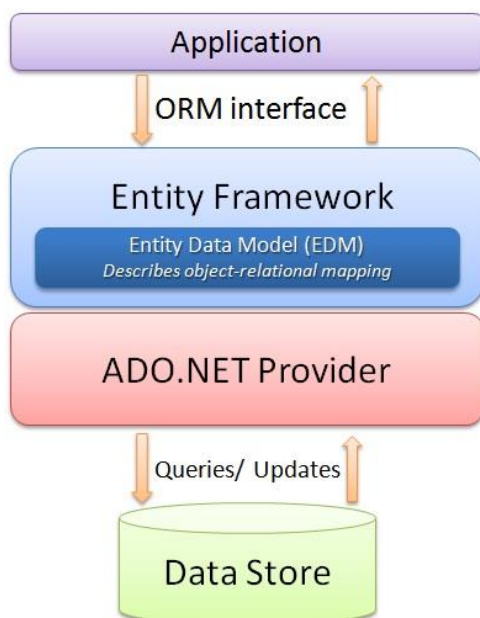 Application
ORM interface
Entity Framework
Entity Data Model (EDM)
Describes object-relational mapping
ADO.NET Provider
Queries/ Updates
Data Store